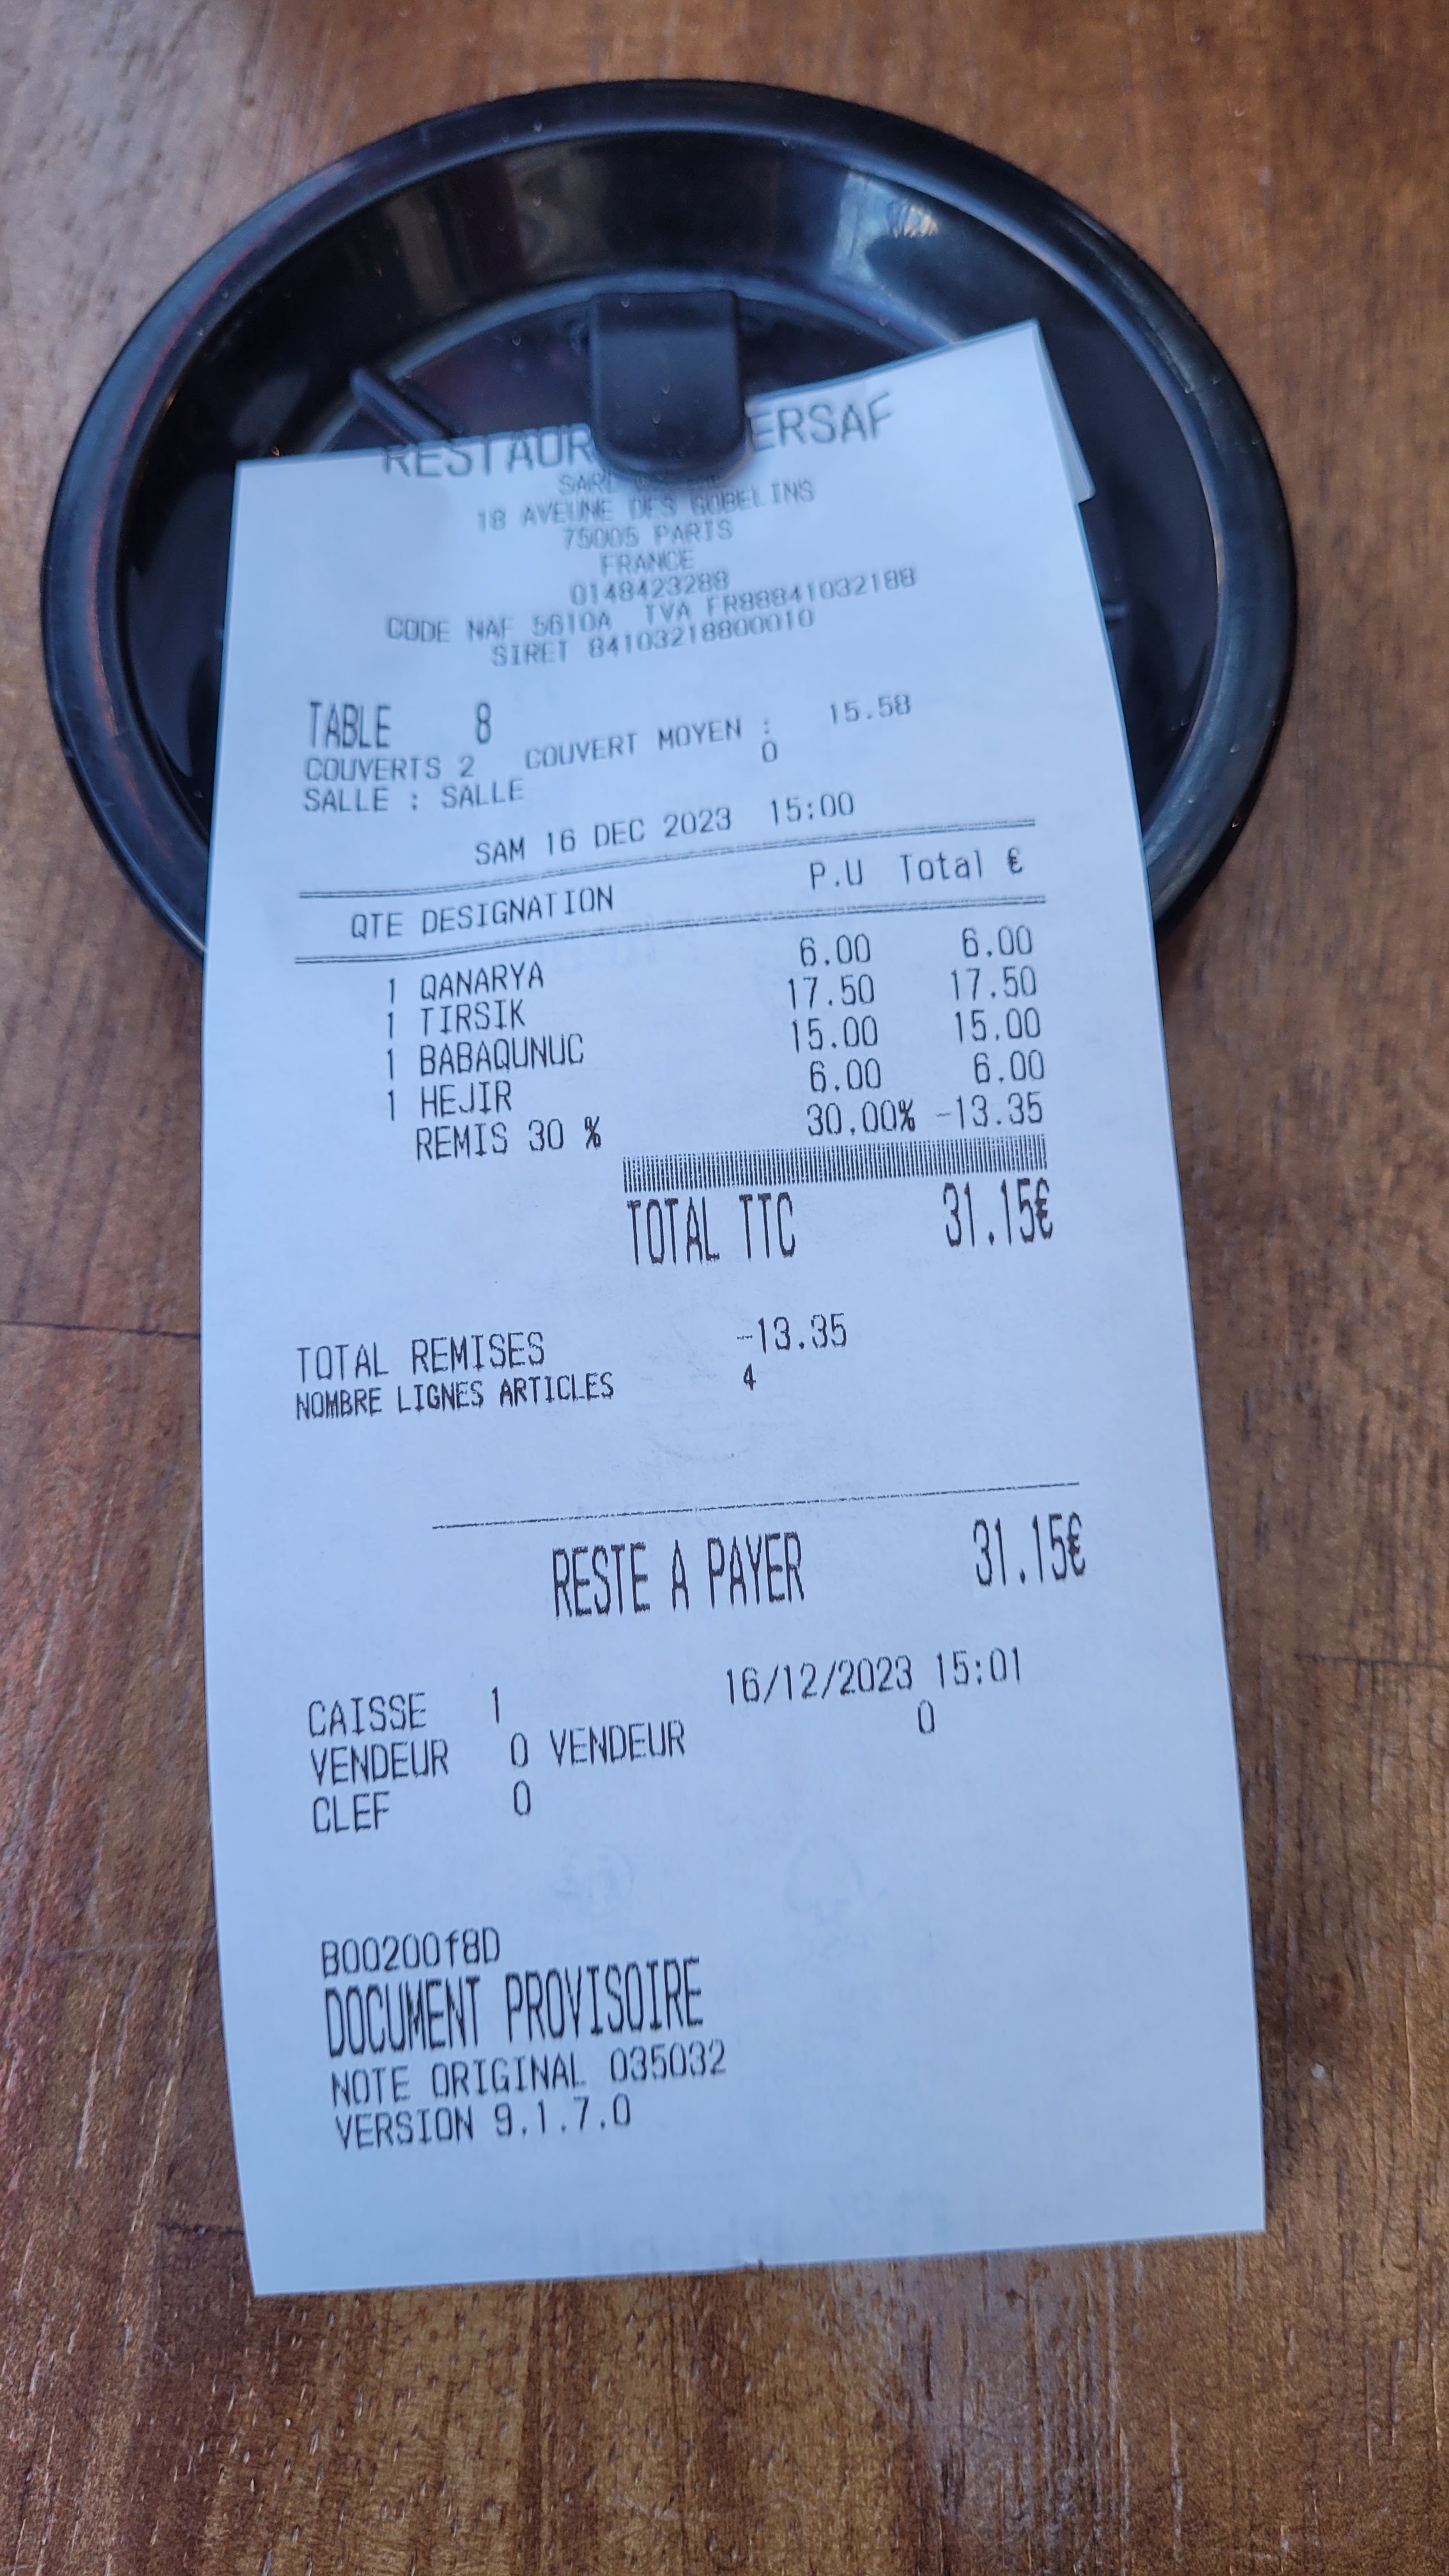 RESTAUR ERSAF
SARL
18 AVEUNE DES GOBELINS
75005 PARIS
FRANCE
0148423288
CODE NAF 5610A TVA FR88841032188
SIRET 84103218800010
TABLE 8
COUVERTS 2 COUVERT MOYEN : 15.58
SALLE : SALLE 0
SAM 16 DEC 2023 15:00
QTE DESIGNATION P.U Total €
1 QANARYA 6.00 6.00
1 TIRSIK 17.50 17.50
1 BABAQUNUC 15.00 15.00
1 HEJIR 6.00 6.00
REMIS 30 % 30.00% -13.35
TOTAL TTC 31.15€
TOTAL REMISES -13.35
NOMBRE LIGNES ARTICLES 4
RESTE A PAYER 31.15€
CAISSE 1 16/12/2023 15:01
VENDEUR 0 VENDEUR 0
CLEF 0
B00200f8D
DOCUMENT PROVISOIRE
NOTE ORIGINAL 035032
VERSION 9.1.7.0